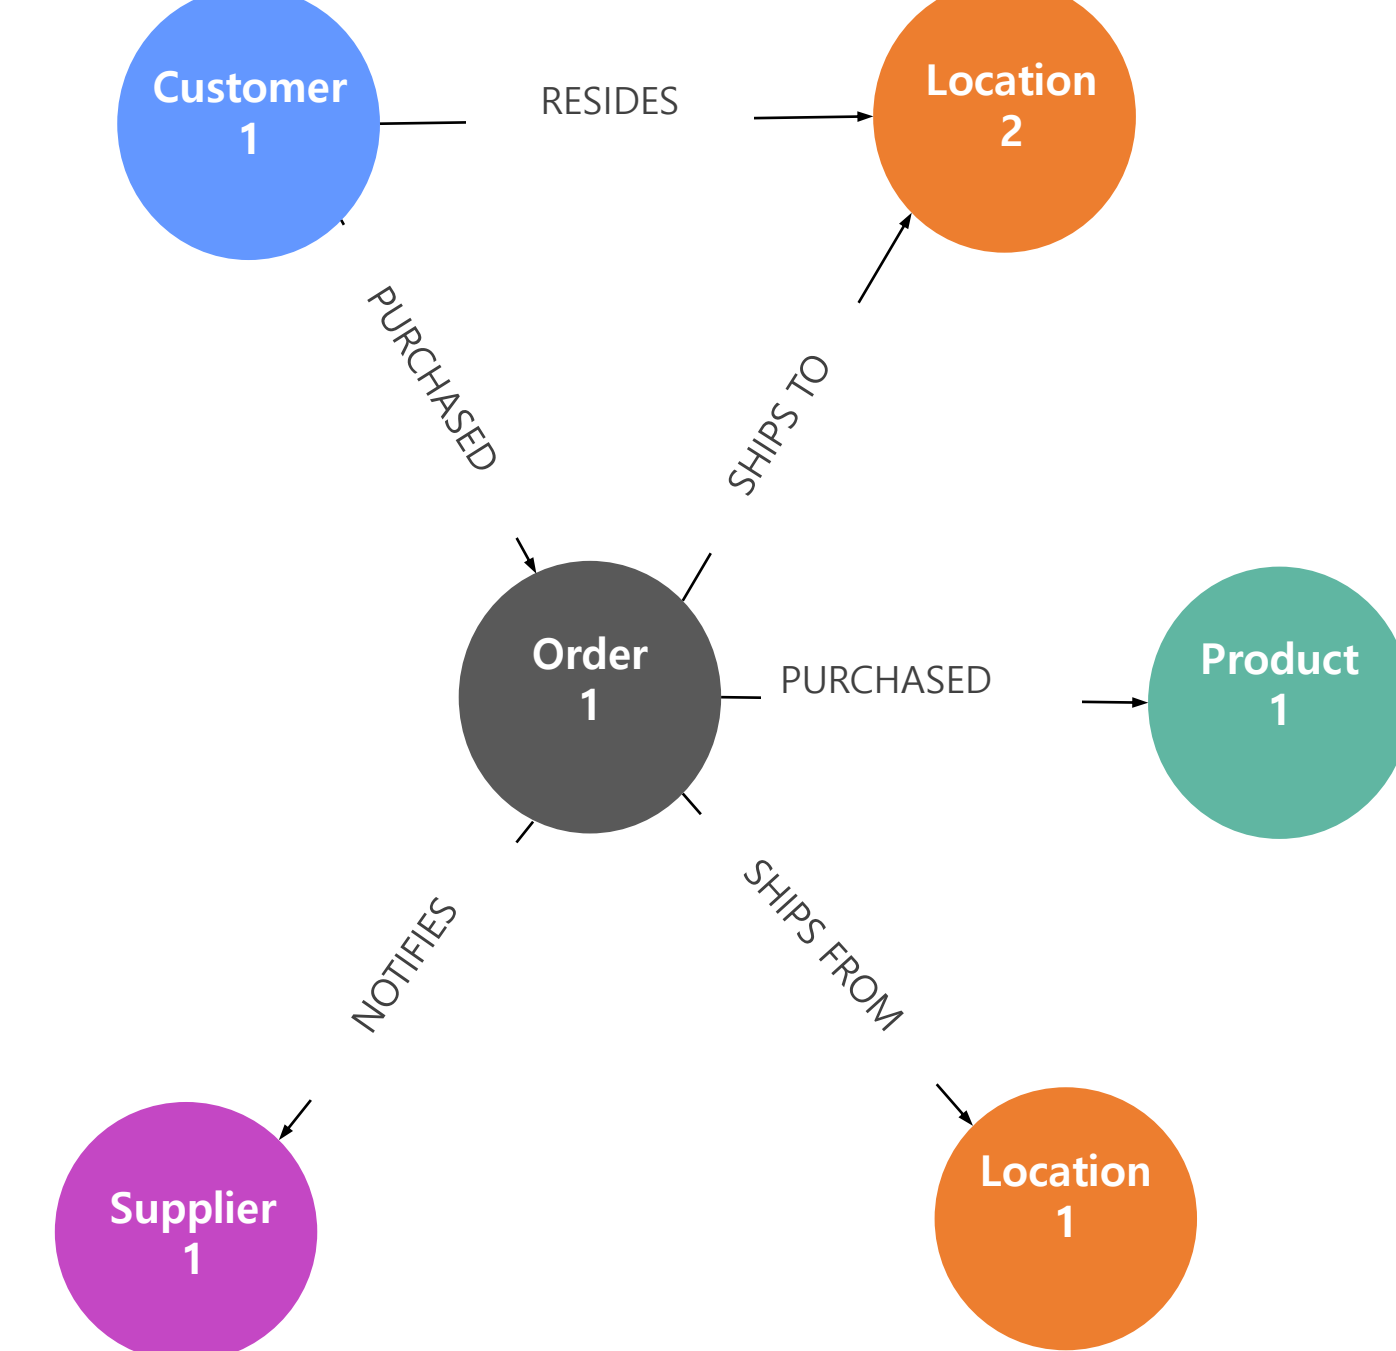 Customer
1
RESIDES
Location
2
PURCHASED
SHIPS TO
Order
1
PURCHASED
Product
1
NOTIFIES
SHIPS FROM
Supplier
1
Location
1